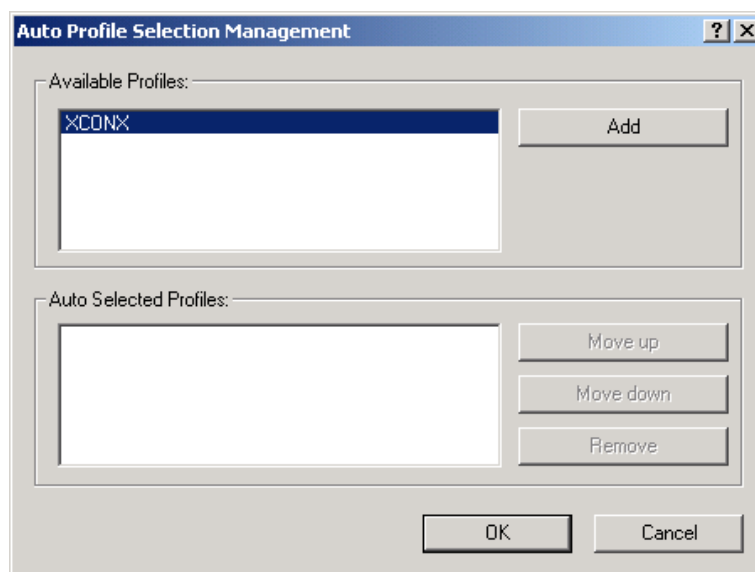 Auto Profile Selection Management
Available Profiles:
XCONX
Add
Auto Selected Profiles:
Move up
Move down
Remove
OK
Cancel